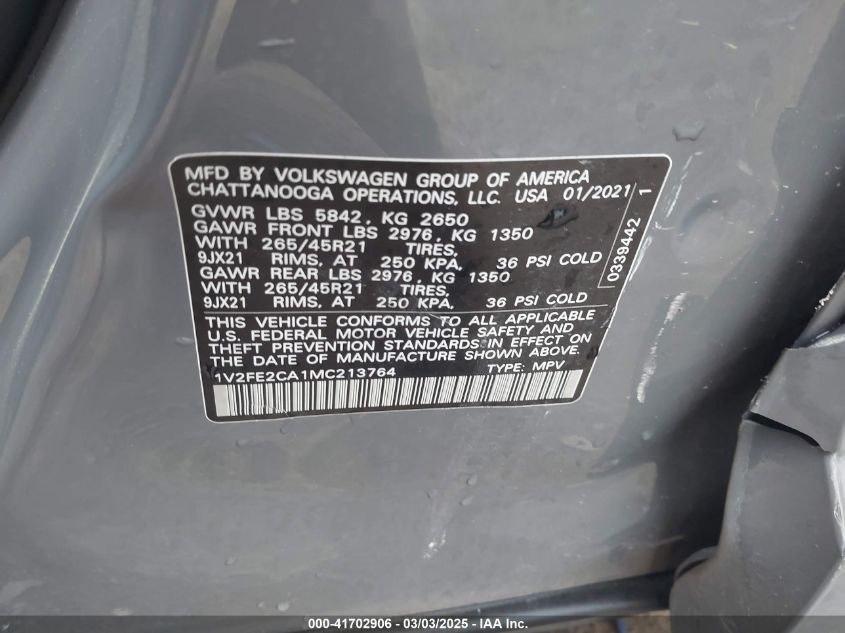 MFD BY VOLKSWAGEN GROUP OF AMERICA
CHATTANOOGA OPERATIONS, LLC. USA 01/2021
GVWR LBS 5842, KG 2650
GAWR FRONT LBS 2976, KG 1350
WITH 265/45R21 TIRES,
9JX21 RIMS, AT 250 KPA, 36 PSI COLD
GAWR REAR LBS 2976, KG 1350
WITH 265/45R21 TIRES,
9JX21 RIMS, AT 250 KPA, 36 PSI COLD
0339442 1
THIS VEHICLE CONFORMS TO ALL APPLICABLE
U.S. FEDERAL MOTOR VEHICLE SAFETY AND
THEFT PREVENTION STANDARDS IN EFFECT ON
THE DATE OF MANUFACTURE SHOWN ABOVE.
1V2FE2CA1MC213764 TYPE: MPV
000-41702906 - 03/03/2025 - IAA Inc.